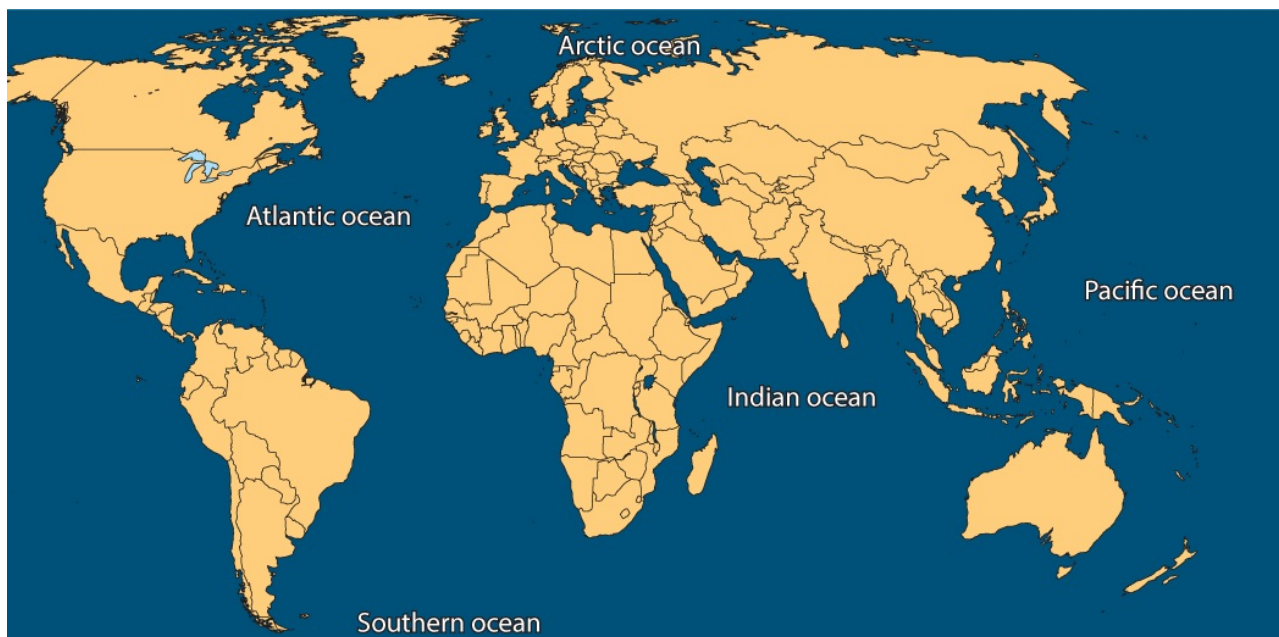 Arctic ocean
Atlantic ocean
Pacific ocean
Indian ocean
Southern ocean